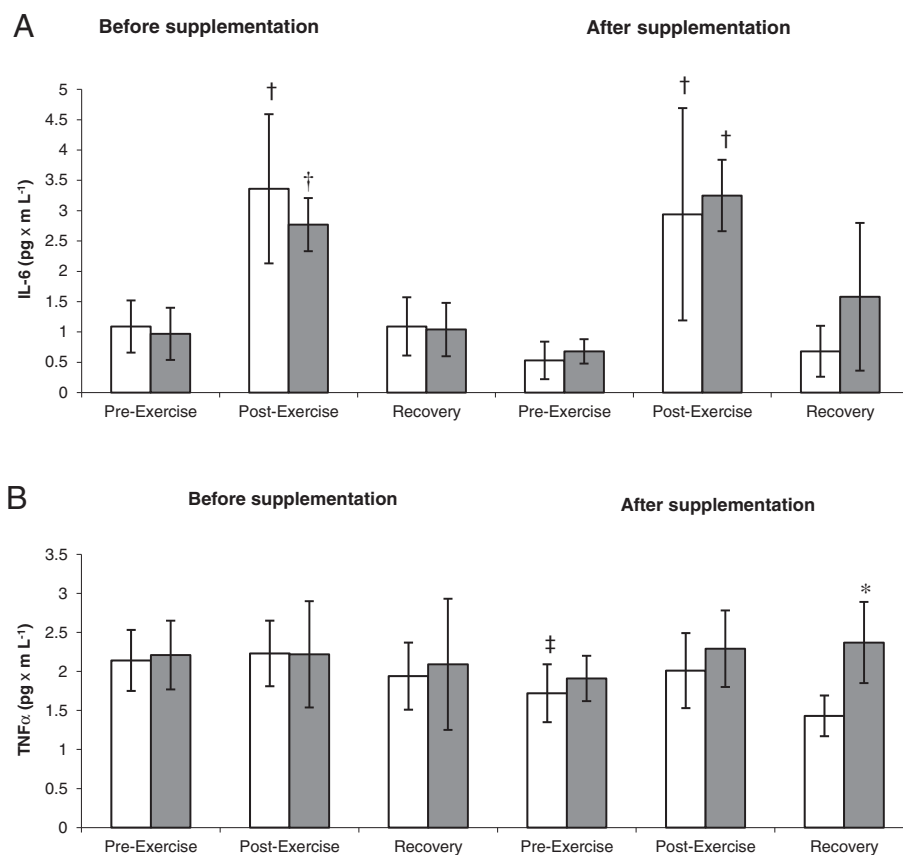 A
Before supplementation
After supplementation
5
4.5
4
3.5
3
2.5
2
1.5
1
0.5
0
IL-6 (pg x m L-1)
†
†
†
†
Pre-Exercise Post-Exercise Recovery Pre-Exercise Post-Exercise Recovery
B
Before supplementation
After supplementation
3.5
3
2.5
2
1.5
1
0.5
0
TNFα (pg x m L-1)
‡
*
Pre-Exercise Post-Exercise Recovery Pre-Exercise Post-Exercise Recovery